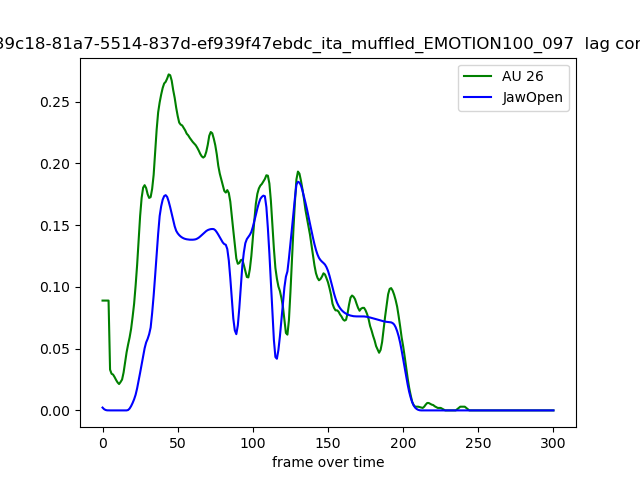 39c18-81a7-5514-837d-ef939f47ebdc_ita_muffled_EMOTION100_097 lag cor
AU 26
JawOpen
0.25
0.20
0.15
0.10
0.05
0.00
0 50 100 150 200 250 300
frame over time